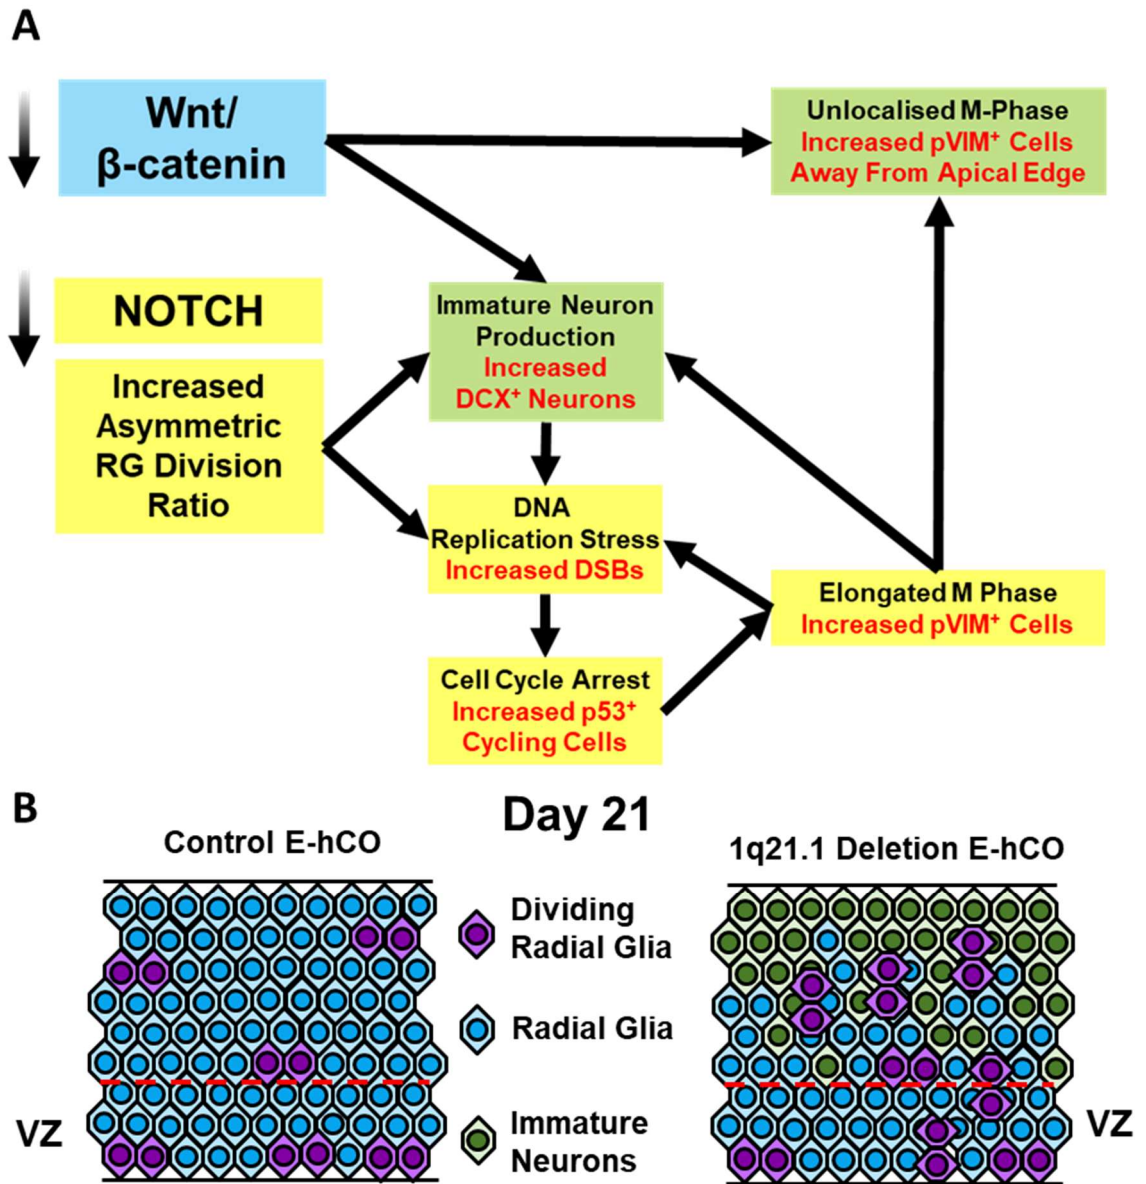 A
Wnt/
β-catenin
Unlocalised M-Phase
Increased pVIM⁺ Cells
Away From Apical Edge
NOTCH
Increased
Asymmetric
RG Division
Ratio
Immature Neuron
Production
Increased
DCX⁺ Neurons
DNA
Replication Stress
Increased DSBs
Elongated M Phase
Increased pVIM⁺ Cells
Cell Cycle Arrest
Increased p53⁺
Cycling Cells
B
Day 21
Control E-hCO
1q21.1 Deletion E-hCO
Dividing
Radial Glia
Radial Glia
Immature
Neurons
VZ
VZ